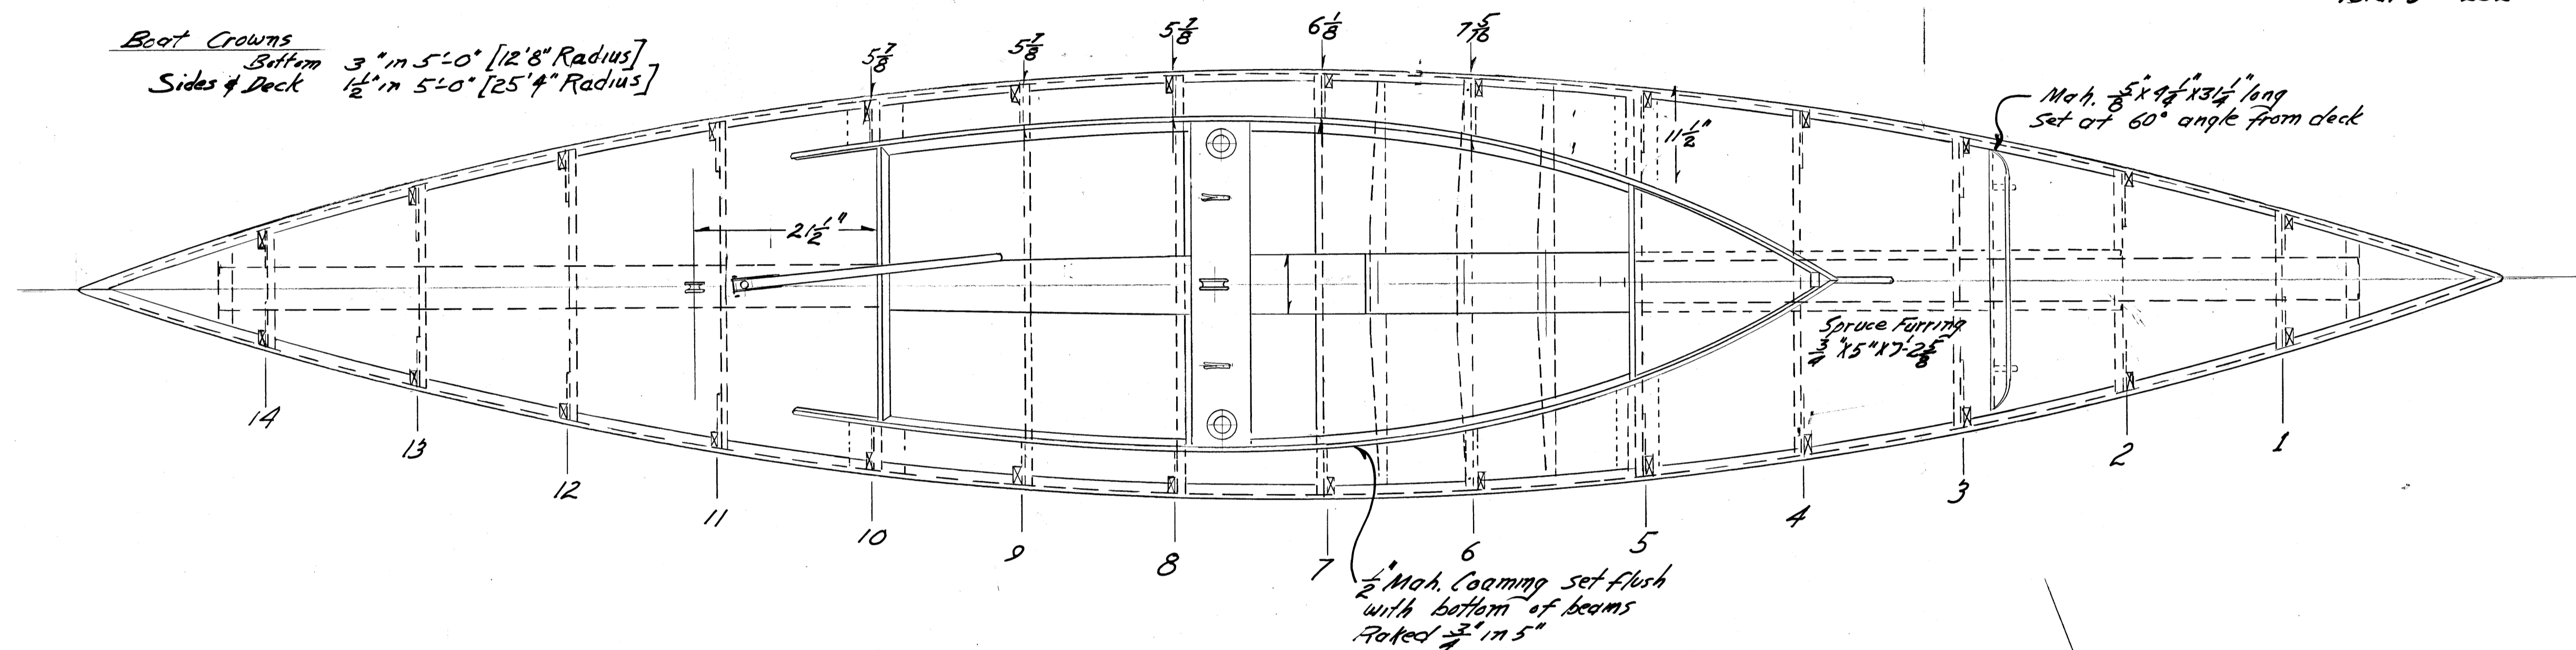 Boat Crowns
Bottom 3" in 5'-0" [12'8" Radius]
Sides & Deck 1 1/2" in 5'-0" [25'4" Radius]
5 7/8
5 7/8
5 7/8
6 1/8
7 5/16
Mah. 5/8" x 4 1/4" x 31 1/4" long
Set at 60° angle from deck
11 1/2"
21 1/2"
Spruce Furring
3/4" x 5" x 7'-2 5/8
14
13
12
11
10
9
8
7
6
5
4
3
2
1
1/2" Mah. Coaming set flush
with bottom of beams
Raked 3/4" in 5"